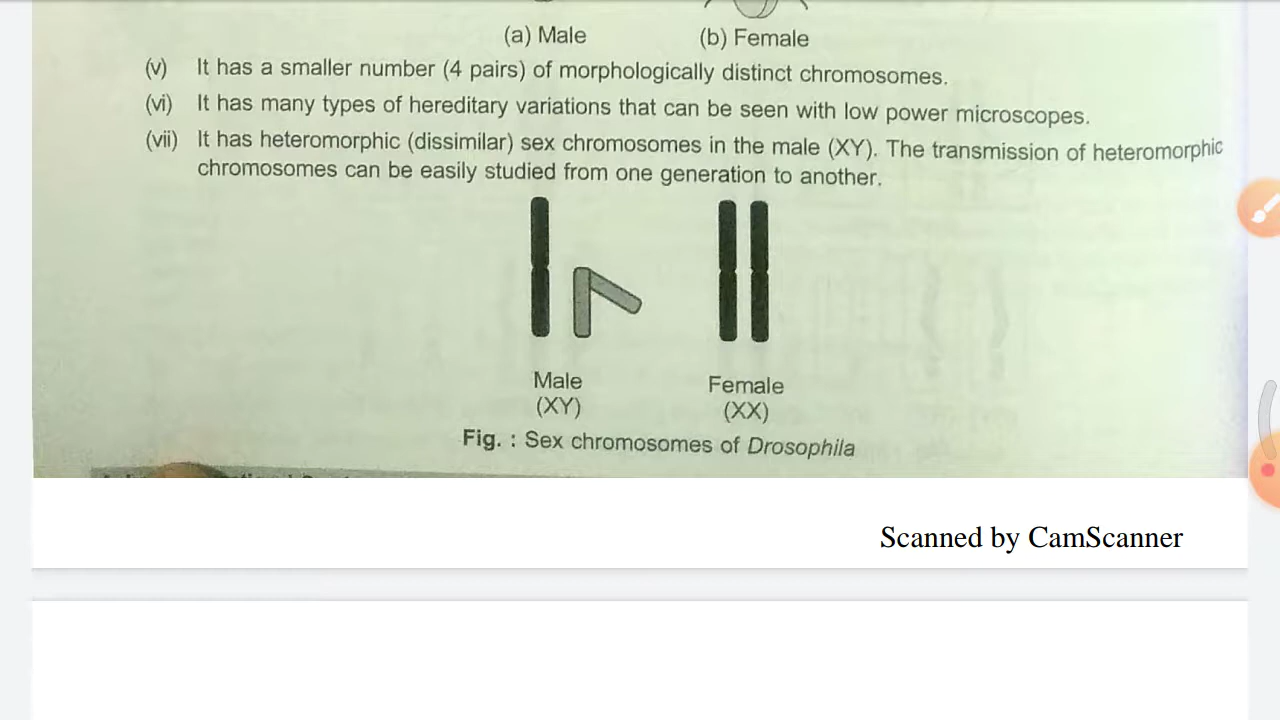 (a) Male (b) Female
(v) It has a smaller number (4 pairs) of morphologically distinct chromosomes.
(vi) It has many types of hereditary variations that can be seen with low power microscopes.
(vii) It has heteromorphic (dissimilar) sex chromosomes in the male (XY). The transmission of heteromorphic
chromosomes can be easily studied from one generation to another.
Male Female
(XY) (XX)
Fig. : Sex chromosomes of Drosophila
Scanned by CamScanner